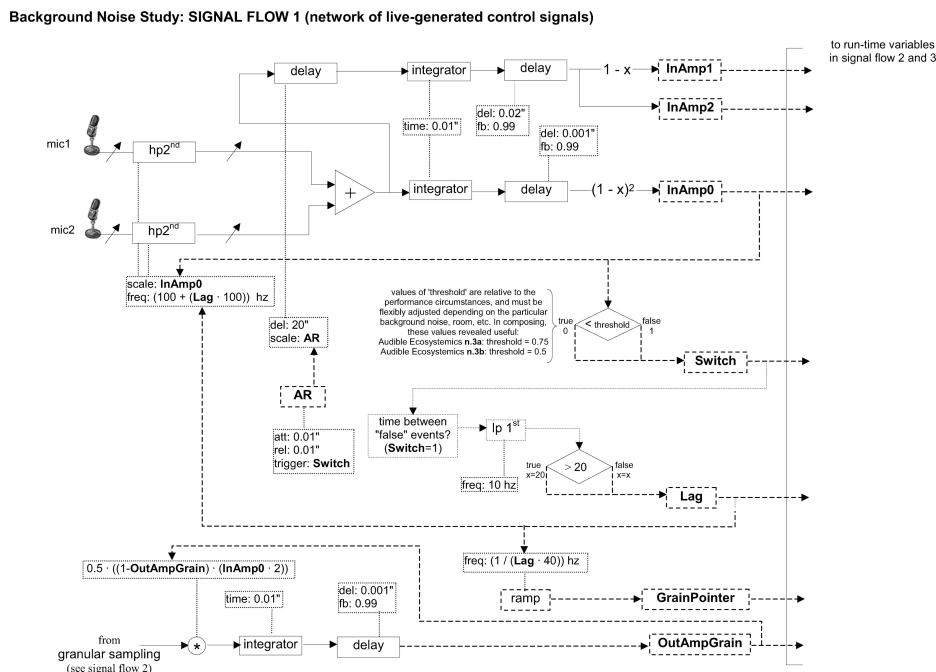 Background Noise Study: SIGNAL FLOW 1 (network of live-generated control signals)
to run-time variables
in signal flow 2 and 3
delay
integrator
delay
1 - x
InAmp1
InAmp2
del: 0.02"
fb: 0.99
time: 0.01"
del: 0.001"
fb: 0.99
mic1
hp2nd
+
integrator
delay
(1 - x)2
InAmp0
mic2
hp2nd
scale: InAmp0
freq: (100 + (Lag · 100)) hz
values of 'threshold' are relative to the
performance circumstances, and must be
flexibly adjusted depending on the particular
background noise, room, etc. In composing,
these values revealed useful:
Audible Ecosystemics n.3a: threshold = 0.75
Audible Ecosystemics n.3b: threshold = 0.5
true
0
< threshold
false
1
del: 20"
scale: AR
Switch
AR
att: 0.01"
rel: 0.01"
trigger: Switch
time between
"false" events?
(Switch=1)
lp 1st
freq: 10 hz
true
x=20
> 20
false
x=x
Lag
0.5 · ((1-OutAmpGrain) · (InAmp0 · 2))
freq: (1 / (Lag · 40)) hz
ramp
GrainPointer
time: 0.01"
del: 0.001"
fb: 0.99
from
granular sampling
(see signal flow 2)
*
integrator
delay
OutAmpGrain